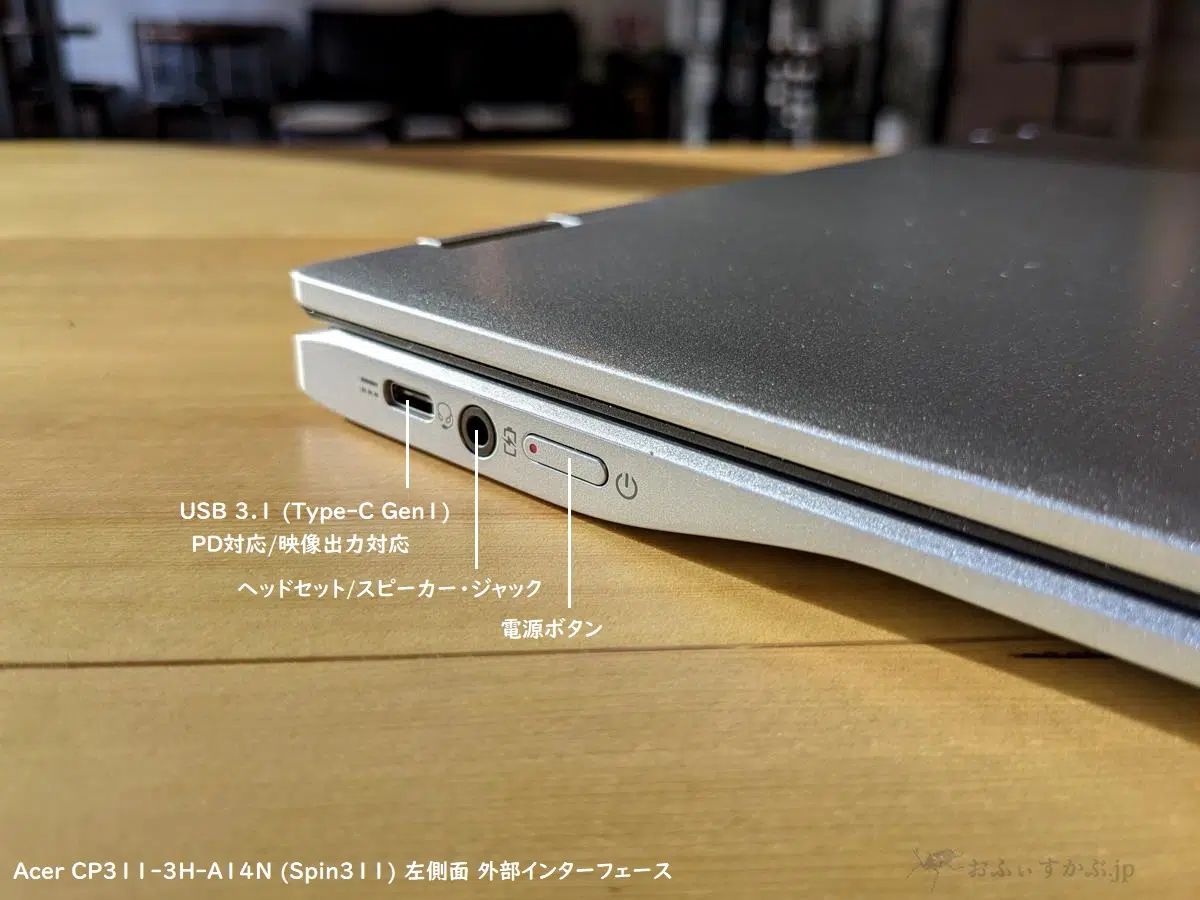 USB 3.1 (Type-C Gen1)
PD対応/映像出力対応
ヘッドセット/スピーカー・ジャック
電源ボタン
Acer CP311-3H-A14N (Spin311) 左側面 外部インターフェース
おふぃすかぶ.jp